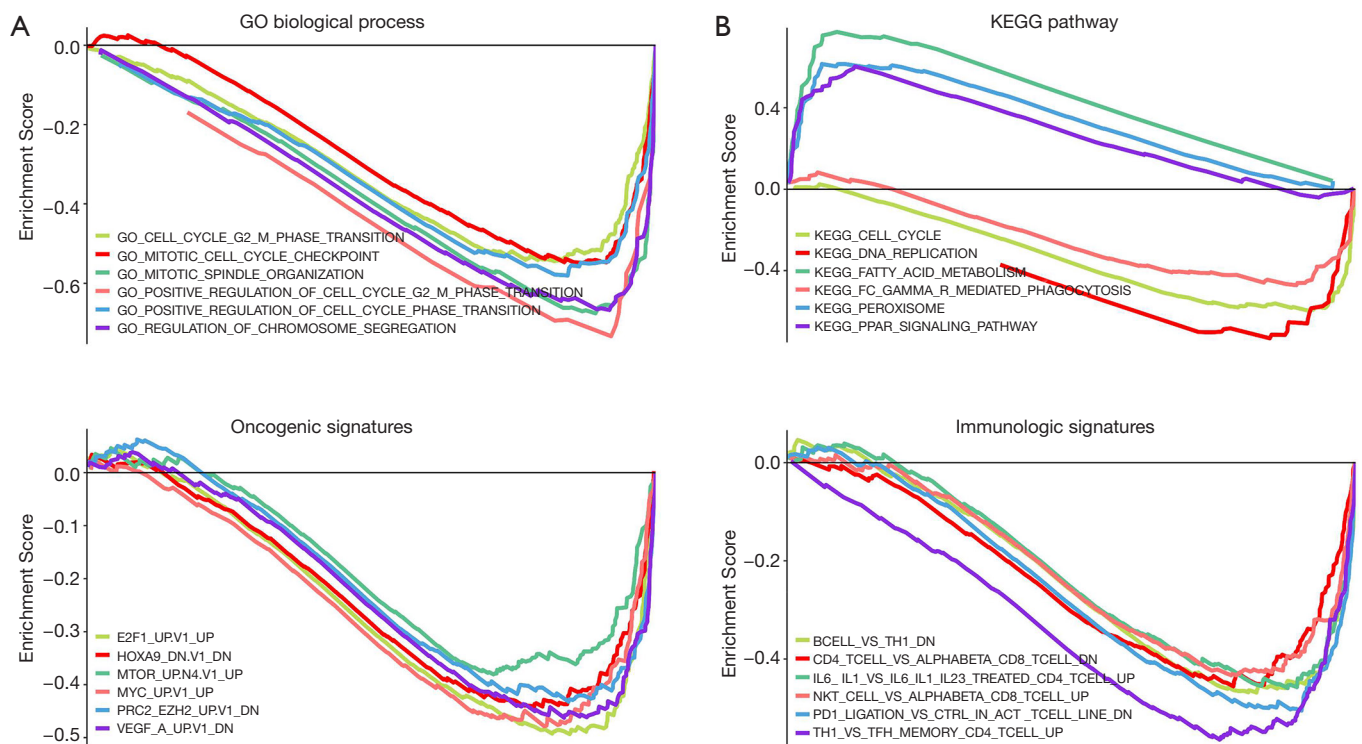 A
GO biological process
Enrichment Score
0.0
−0.2
−0.4
−0.6
GO_CELL_CYCLE_G2_M_PHASE_TRANSITION
GO_MITOTIC_CELL_CYCLE_CHECKPOINT
GO_MITOTIC_SPINDLE_ORGANIZATION
GO_POSITIVE_REGULATION_OF_CELL_CYCLE_G2_M_PHASE_TRANSITION
GO_POSITIVE_REGULATION_OF_CELL_CYCLE_PHASE_TRANSITION
GO_REGULATION_OF_CHROMOSOME_SEGREGATION
B
KEGG pathway
Enrichment Score
0.4
0.0
−0.4
KEGG_CELL_CYCLE
KEGG_DNA_REPLICATION
KEGG_FATTY_ACID_METABOLISM
KEGG_FC_GAMMA_R_MEDIATED_PHAGOCYTOSIS
KEGG_PEROXISOME
KEGG_PPAR_SIGNALING_PATHWAY
Oncogenic signatures
Enrichment Score
0.0
−0.1
−0.2
−0.3
−0.4
−0.5
E2F1_UP.V1_UP
HOXA9_DN.V1_DN
MTOR_UP.N4.V1_UP
MYC_UP.V1_UP
PRC2_EZH2_UP.V1_DN
VEGF_A_UP.V1_DN
Immunologic signatures
Enrichment Score
0.0
−0.2
−0.4
BCELL_VS_TH1_DN
CD4_TCELL_VS_ALPHABETA_CD8_TCELL_DN
IL6_ IL1_VS_IL6_IL1_IL23_TREATED_CD4_TCELL_UP
NKT_CELL_VS_ALPHABETA_CD8_TCELL_UP
PD1_LIGATION_VS_CTRL_IN_ACT _TCELL_LINE_DN
TH1_VS_TFH_MEMORY_CD4_TCELL_UP